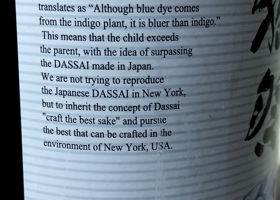 translates as “Although blue dye comes
from the indigo plant, it is bluer than indigo.”
This means that the child exceeds
the parent, with the idea of surpassing
the DASSAI made in Japan.
We are not trying to reproduce
the Japanese DASSAI in New York,
but to inherit the concept of Dassai
"craft the best sake" and pursue
the best that can be crafted in the
environment of New York, USA.